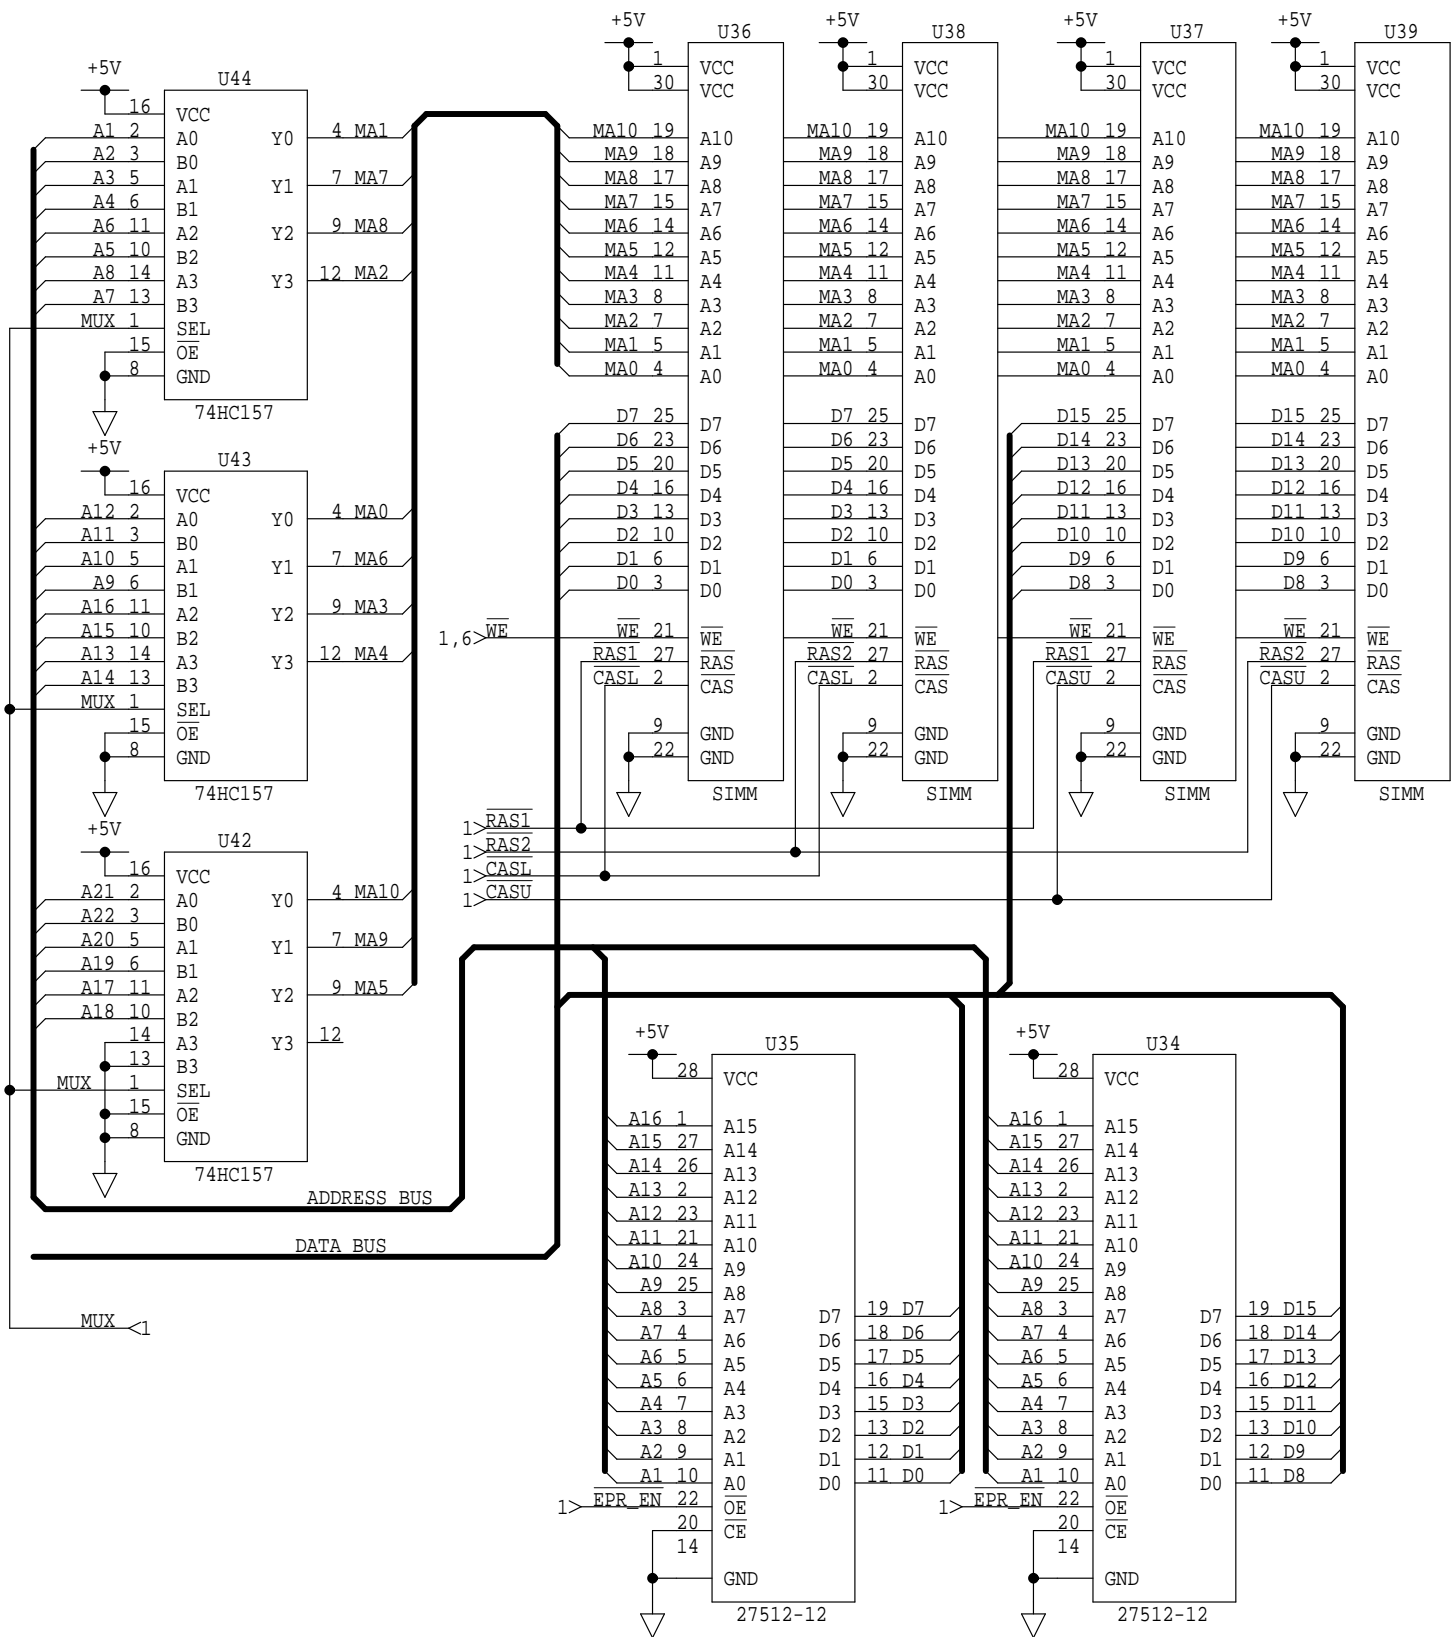 +5V +5V +5V +5V
U36 U38 U37 U39
1 VCC 1 VCC 1 VCC 1 VCC
30 VCC 30 VCC 30 VCC 30 VCC
MA10 19 A10 MA10 19 A10 MA10 19 A10 MA10 19 A10
MA9 18 A9 MA9 18 A9 MA9 18 A9 MA9 18 A9
MA8 17 A8 MA8 17 A8 MA8 17 A8 MA8 17 A8
MA7 15 A7 MA7 15 A7 MA7 15 A7 MA7 15 A7
MA6 14 A6 MA6 14 A6 MA6 14 A6 MA6 14 A6
MA5 12 A5 MA5 12 A5 MA5 12 A5 MA5 12 A5
MA4 11 A4 MA4 11 A4 MA4 11 A4 MA4 11 A4
MA3 8 A3 MA3 8 A3 MA3 8 A3 MA3 8 A3
MA2 7 A2 MA2 7 A2 MA2 7 A2 MA2 7 A2
MA1 5 A1 MA1 5 A1 MA1 5 A1 MA1 5 A1
MA0 4 A0 MA0 4 A0 MA0 4 A0 MA0 4 A0
D7 25 D7 D7 25 D7 D15 25 D7 D15 25 D7
D6 23 D6 D6 23 D6 D14 23 D6 D14 23 D6
D5 20 D5 D5 20 D5 D13 20 D5 D13 20 D5
D4 16 D4 D4 16 D4 D12 16 D4 D12 16 D4
D3 13 D3 D3 13 D3 D11 13 D3 D11 13 D3
D2 10 D2 D2 10 D2 D10 10 D2 D10 10 D2
D1 6 D1 D1 6 D1 D9 6 D1 D9 6 D1
D0 3 D0 D0 3 D0 D8 3 D0 D8 3 D0
1,6 WE WE 21 WE WE 21 WE WE 21 WE WE 21 WE
RAS1 27 RAS RAS2 27 RAS RAS1 27 RAS RAS2 27 RAS
CASL 2 CAS CASL 2 CAS CASU 2 CAS CASU 2 CAS
9 GND 9 GND 9 GND 9 GND
22 GND 22 GND 22 GND 22 GND
SIMM SIMM SIMM SIMM
1 RAS1
1 RAS2
1 CASL
1 CASU
+5V
U44
16 VCC
A1 2 A0 Y0 4 MA1
A2 3 B0
A3 5 A1 Y1 7 MA7
A4 6 B1
A6 11 A2 Y2 9 MA8
A5 10 B2
A8 14 A3 Y3 12 MA2
A7 13 B3
MUX 1 SEL
15 OE
8 GND
74HC157
+5V
U43
16 VCC
A12 2 A0 Y0 4 MA0
A11 3 B0
A10 5 A1 Y1 7 MA6
A9 6 B1
A16 11 A2 Y2 9 MA3
A15 10 B2
A13 14 A3 Y3 12 MA4
A14 13 B3
MUX 1 SEL
15 OE
8 GND
74HC157
+5V
U42
16 VCC
A21 2 A0 Y0 4 MA10
A22 3 B0
A20 5 A1 Y1 7 MA9
A19 6 B1
A17 11 A2 Y2 9 MA5
A18 10 B2
14 A3 Y3 12
13 B3
MUX 1 SEL
15 OE
8 GND
74HC157
ADDRESS BUS
DATA BUS
MUX 1
+5V +5V
U35 U34
28 VCC 28 VCC
A16 1 A15 A16 1 A15
A15 27 A14 A15 27 A14
A14 26 A13 A14 26 A13
A13 2 A12 A13 2 A12
A12 23 A11 A12 23 A11
A11 21 A10 A11 21 A10
A10 24 A9 A10 24 A9
A9 25 A8 A9 25 A8
A8 3 A7 D7 19 D7 A8 3 A7 D7 19 D15
A7 4 A6 D6 18 D6 A7 4 A6 D6 18 D14
A6 5 A5 D5 17 D5 A6 5 A5 D5 17 D13
A5 6 A4 D4 16 D4 A5 6 A4 D4 16 D12
A4 7 A3 D3 15 D3 A4 7 A3 D3 15 D11
A3 8 A2 D2 13 D2 A3 8 A2 D2 13 D10
A2 9 A1 D1 12 D1 A2 9 A1 D1 12 D9
A1 10 A0 D0 11 D0 A1 10 A0 D0 11 D8
1 EPR_EN 22 OE 1 EPR_EN 22 OE
20 CE 20 CE
14 14
GND GND
27512-12 27512-12